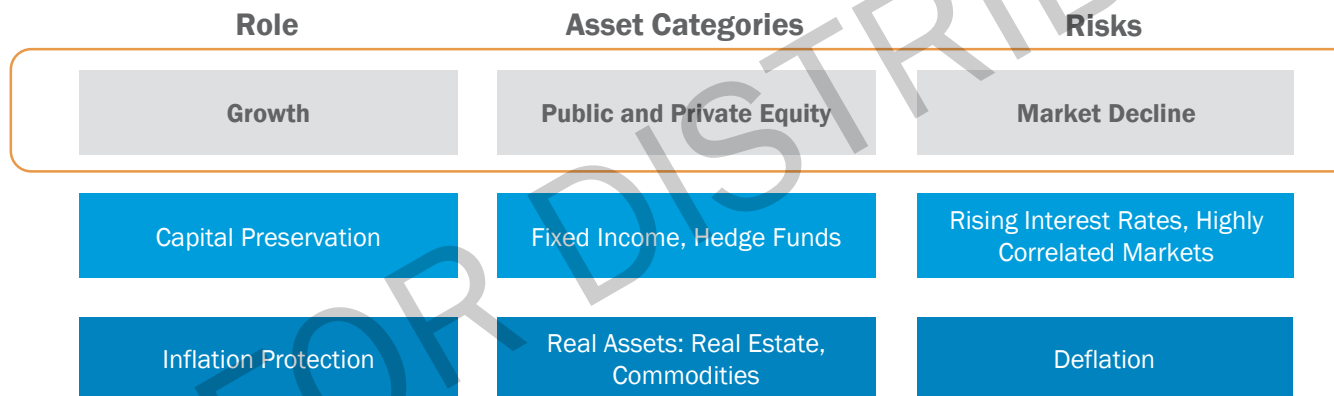 Role Asset Categories Risks
Growth Public and Private Equity Market Decline
Capital Preservation Fixed Income, Hedge Funds Rising Interest Rates, Highly
Correlated Markets
Inflation Protection Real Assets: Real Estate,
Commodities Deflation
FOR DISTRIB